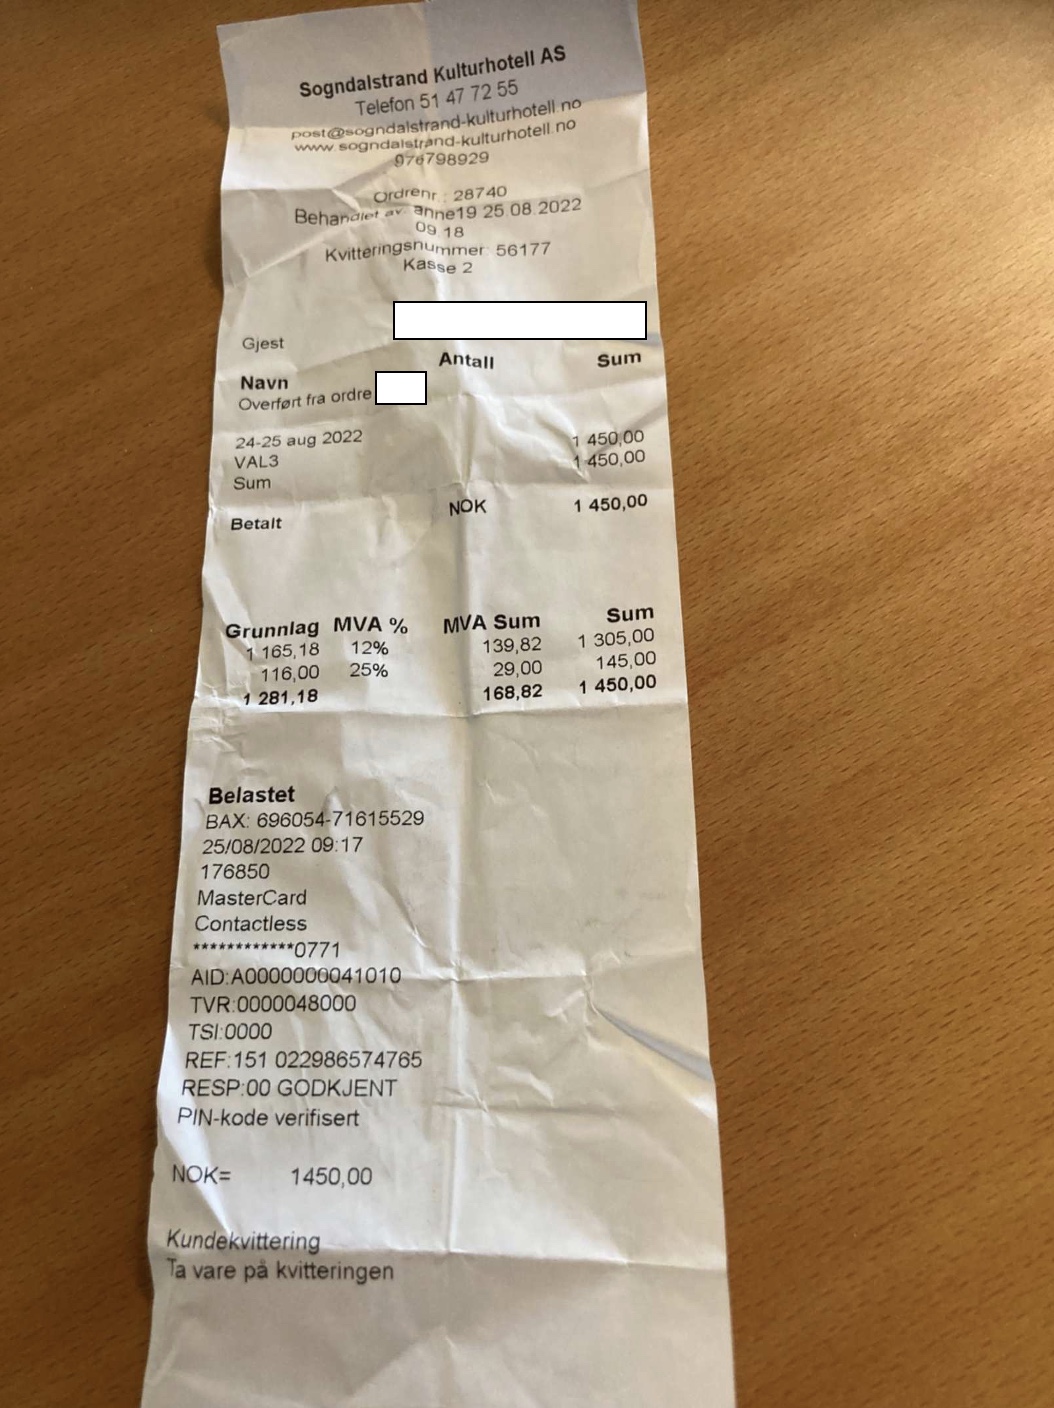 Sogndalstrand Kulturhotell AS
Telefon 51 47 72 55
post@sogndalstrand-kulturhotell.no
www.sogndalstrand-kulturhotell.no
976798929
Ordrenr.: 28740
Behandlet av: anne19 25.08.2022
09:18
Kvitteringsnummer: 56177
Kasse 2
Gjest
Navn Antall Sum
Overført fra ordre
24-25 aug 2022
VAL3 1 450,00
Sum 1 450,00
Betalt NOK 1 450,00
Grunnlag MVA % MVA Sum Sum
1 165,18 12% 139,82 1 305,00
116,00 25% 29,00 145,00
1 281,18 168,82 1 450,00
Belastet
BAX: 696054-71615529
25/08/2022 09:17
176850
MasterCard
Contactless
************0771
AID:A0000000041010
TVR:0000048000
TSI:0000
REF:151 022986574765
RESP:00 GODKJENT
PIN-kode verifisert
NOK= 1450,00
Kundekvittering
Ta vare på kvitteringen